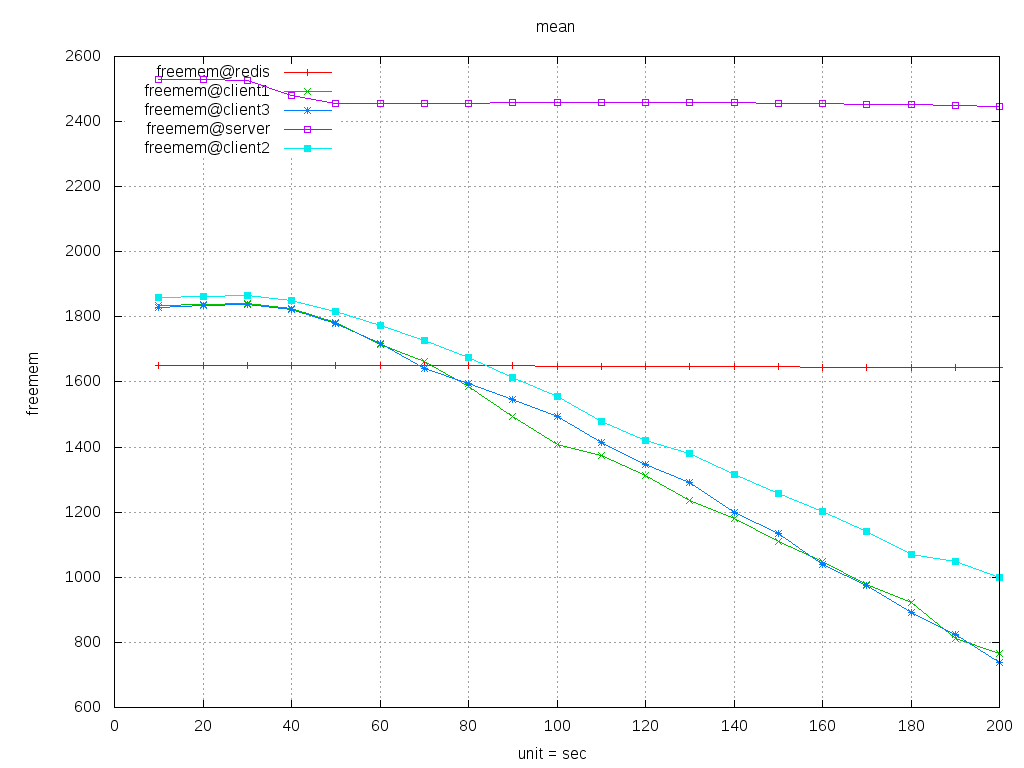 mean
2600
2400
2200
2000
1800
1600
1400
1200
1000
800
600
freemem
freemem@redis
freemem@client1
freemem@client3
freemem@server
freemem@client2
0 20 40 60 80 100 120 140 160 180 200
unit = sec